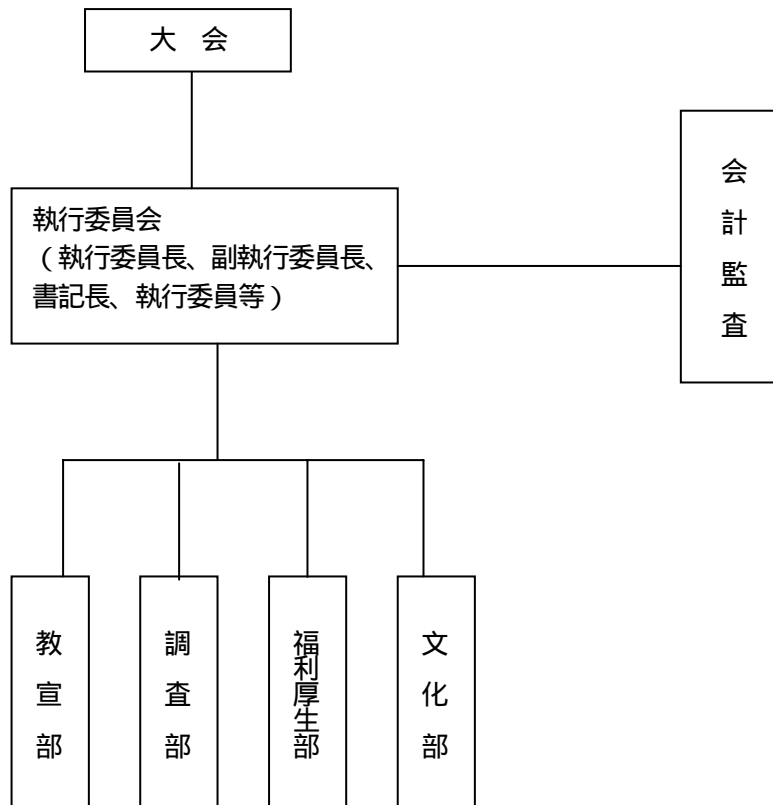 大　会
執行委員会
（執行委員長、副執行委員長、
書記長、執行委員等）
会計監査
教宣部
調査部
福利厚生部
文化部